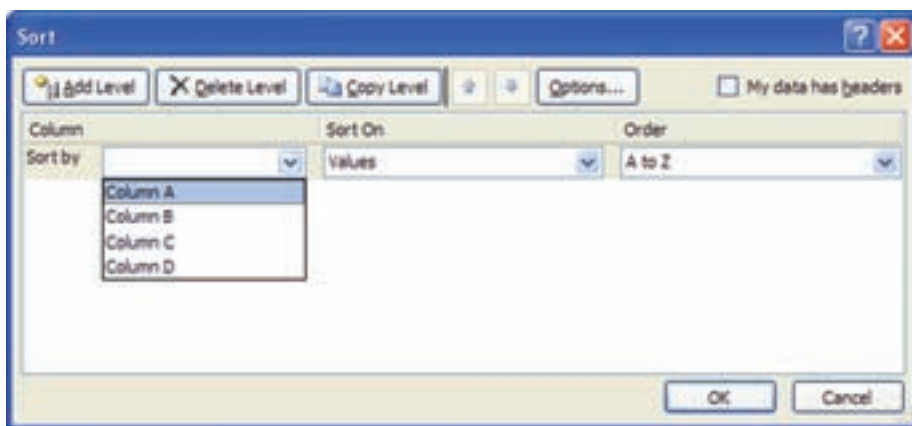 Sort
Add Level Delete Level Copy Level Options... My data has headers
Column Sort On Order
Sort by Values A to Z
Column A
Column B
Column C
Column D
OK Cancel